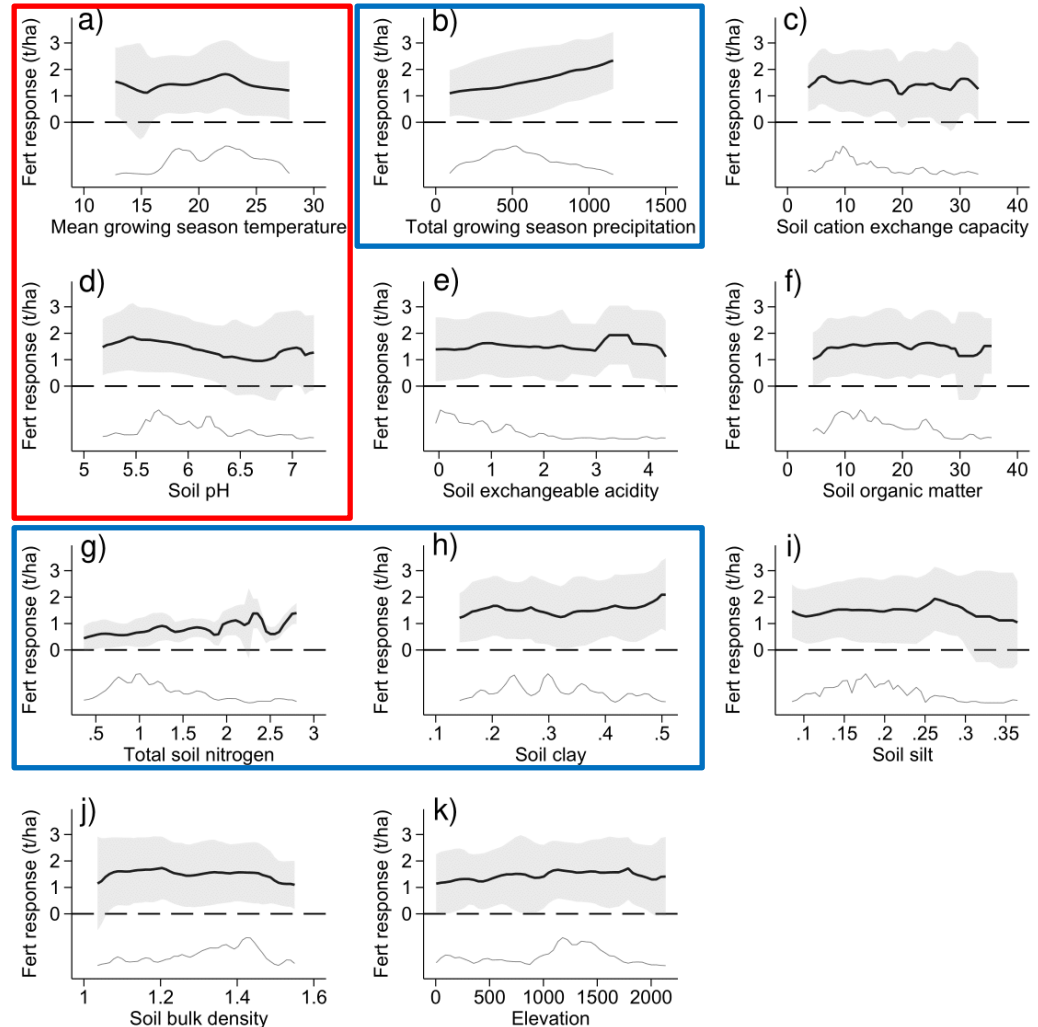 a)
Fert response (t/ha)
3
2
1
0
10 15 20 25 30
Mean growing season temperature
b)
Fert response (t/ha)
3
2
1
0
0 500 1000 1500
Total growing season precipitation
c)
Fert response (t/ha)
3
2
1
0
0 10 20 30 40
Soil cation exchange capacity
d)
Fert response (t/ha)
3
2
1
0
5 5.5 6 6.5 7
Soil pH
e)
Fert response (t/ha)
3
2
1
0
0 1 2 3 4
Soil exchangeable acidity
f)
Fert response (t/ha)
3
2
1
0
0 10 20 30 40
Soil organic matter
g)
Fert response (t/ha)
3
2
1
0
.5 1 1.5 2 2.5 3
Total soil nitrogen
h)
Fert response (t/ha)
3
2
1
0
.1 .2 .3 .4 .5
Soil clay
i)
Fert response (t/ha)
3
2
1
0
.1 .15 .2 .25 .3 .35
Soil silt
j)
Fert response (t/ha)
3
2
1
0
1 1.2 1.4 1.6
Soil bulk density
k)
Fert response (t/ha)
3
2
1
0
0 500 1000 1500 2000
Elevation